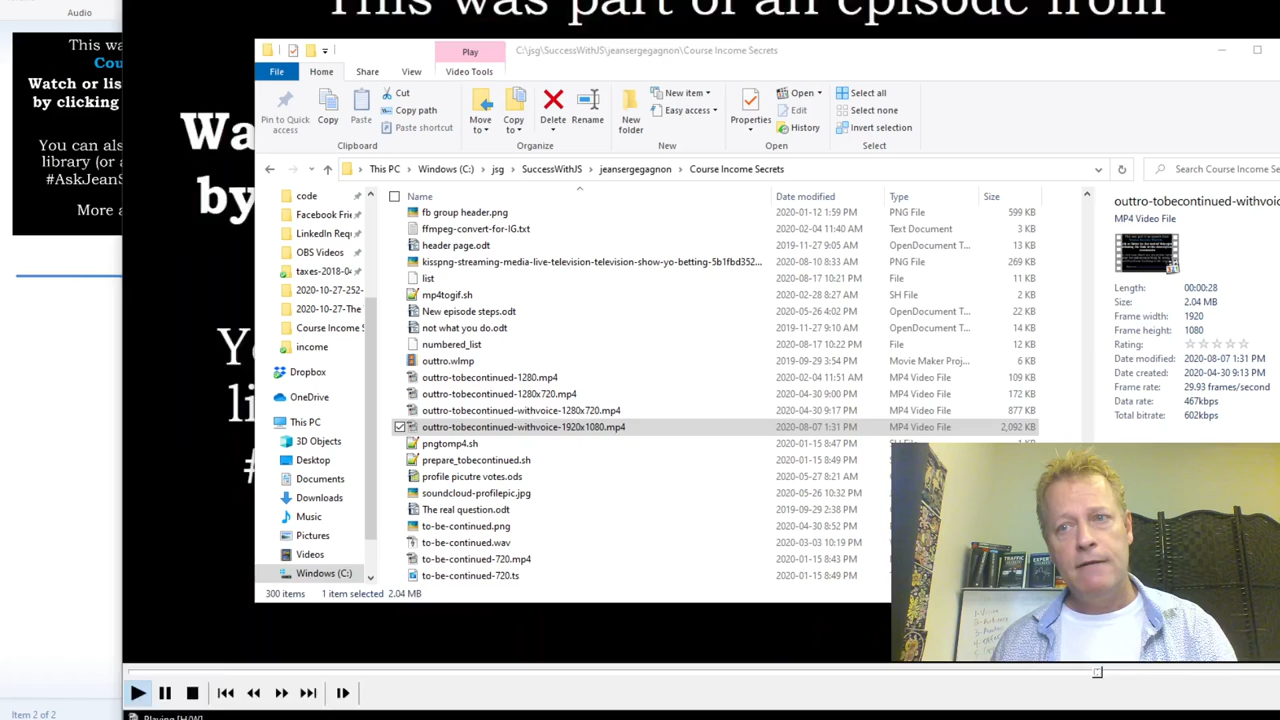 Audio
This was part of an episode from
This wa
Cou
Watch or lis
by clicking
You can als
library (or a
#AskJeanS
More a
Item 2 of 2
Wa
by
Yo
li
#
Play
C:\jsg\SuccessWithJS\jeansergegagnon\Course Income Secrets
File
Home
Share
View
Video Tools
Pin to Quick access
Copy
Paste
Cut
Copy path
Paste shortcut
Clipboard
Move to
Copy to
Delete
Rename
Organize
New folder
New item
Easy access
New
Properties
Open
Edit
History
Open
Select all
Select none
Invert selection
Select
This PC
Windows (C:)
jsg
SuccessWithJS
jeansergegagnon
Course Income Secrets
Search Course Income Se
code
Facebook Frie
LinkedIn Requ
OBS Videos
taxes-2018-04
2020-10-27-252-
2020-10-27-The
Course Income S
income
Dropbox
OneDrive
This PC
3D Objects
Desktop
Documents
Downloads
Music
Pictures
Videos
Windows (C:)
Name Date modified Type Size
fb group header.png 2020-01-12 1:59 PM PNG File 599 KB
ffmpeg-convert-for-IG.txt 2020-02-04 11:40 AM Text Document 3 KB
header page.odt 2019-11-27 9:05 AM OpenDocument T... 13 KB
kissing-streaming-media-live-television-television-show-yo-betting-5b1fbd352... 2020-08-10 8:33 AM PNG File 269 KB
list 2020-08-17 10:21 PM File 11 KB
mp4togif.sh 2020-02-28 8:27 AM SH File 2 KB
New episode steps.odt 2020-05-26 4:02 PM OpenDocument T... 22 KB
not what you do.odt 2019-11-27 9:10 AM OpenDocument T... 14 KB
numbered_list 2020-08-17 10:22 PM File 12 KB
outtro.wlmp 2019-09-29 3:54 PM Movie Maker Proj... 6 KB
outtro-tobecontinued-1280.mp4 2020-02-04 11:51 AM MP4 Video File 109 KB
outtro-tobecontinued-1280x720.mp4 2020-04-30 9:00 PM MP4 Video File 172 KB
outtro-tobecontinued-withvoice-1280x720.mp4 2020-04-30 9:17 PM MP4 Video File 877 KB
outtro-tobecontinued-withvoice-1920x1080.mp4 2020-08-07 1:31 PM MP4 Video File 2,092 KB
pngtomp4.sh 2020-01-15 8:47 PM
prepare_tobecontinued.sh 2020-01-15 8:49 PM
profile picutre votes.ods 2020-05-26 2:21 PM
soundcloud-profilepic.jpg 2020-05-26 10:32 PM
The real question.odt 2019-09-29 2:38 PM
to-be-continued.png 2020-04-30 8:52 PM
to-be-continued.wav 2020-03-03 10:19 PM
to-be-continued-720.mp4 2020-01-15 8:43 PM
to-be-continued-720.ts 2020-01-15 8:49 PM
300 items 1 item selected 2.04 MB
outtro-tobecontinued-withvoic
MP4 Video File
Length: 00:00:28
Size: 2.04 MB
Frame width: 1920
Frame height: 1080
Rating:
Date modified: 2020-08-07 1:31 PM
Date created: 2020-04-30 9:13 PM
Frame rate: 29.93 frames/second
Data rate: 467kbps
Total bitrate: 602kbps
TRAFFIC
EXPERT
Playing [H/W]